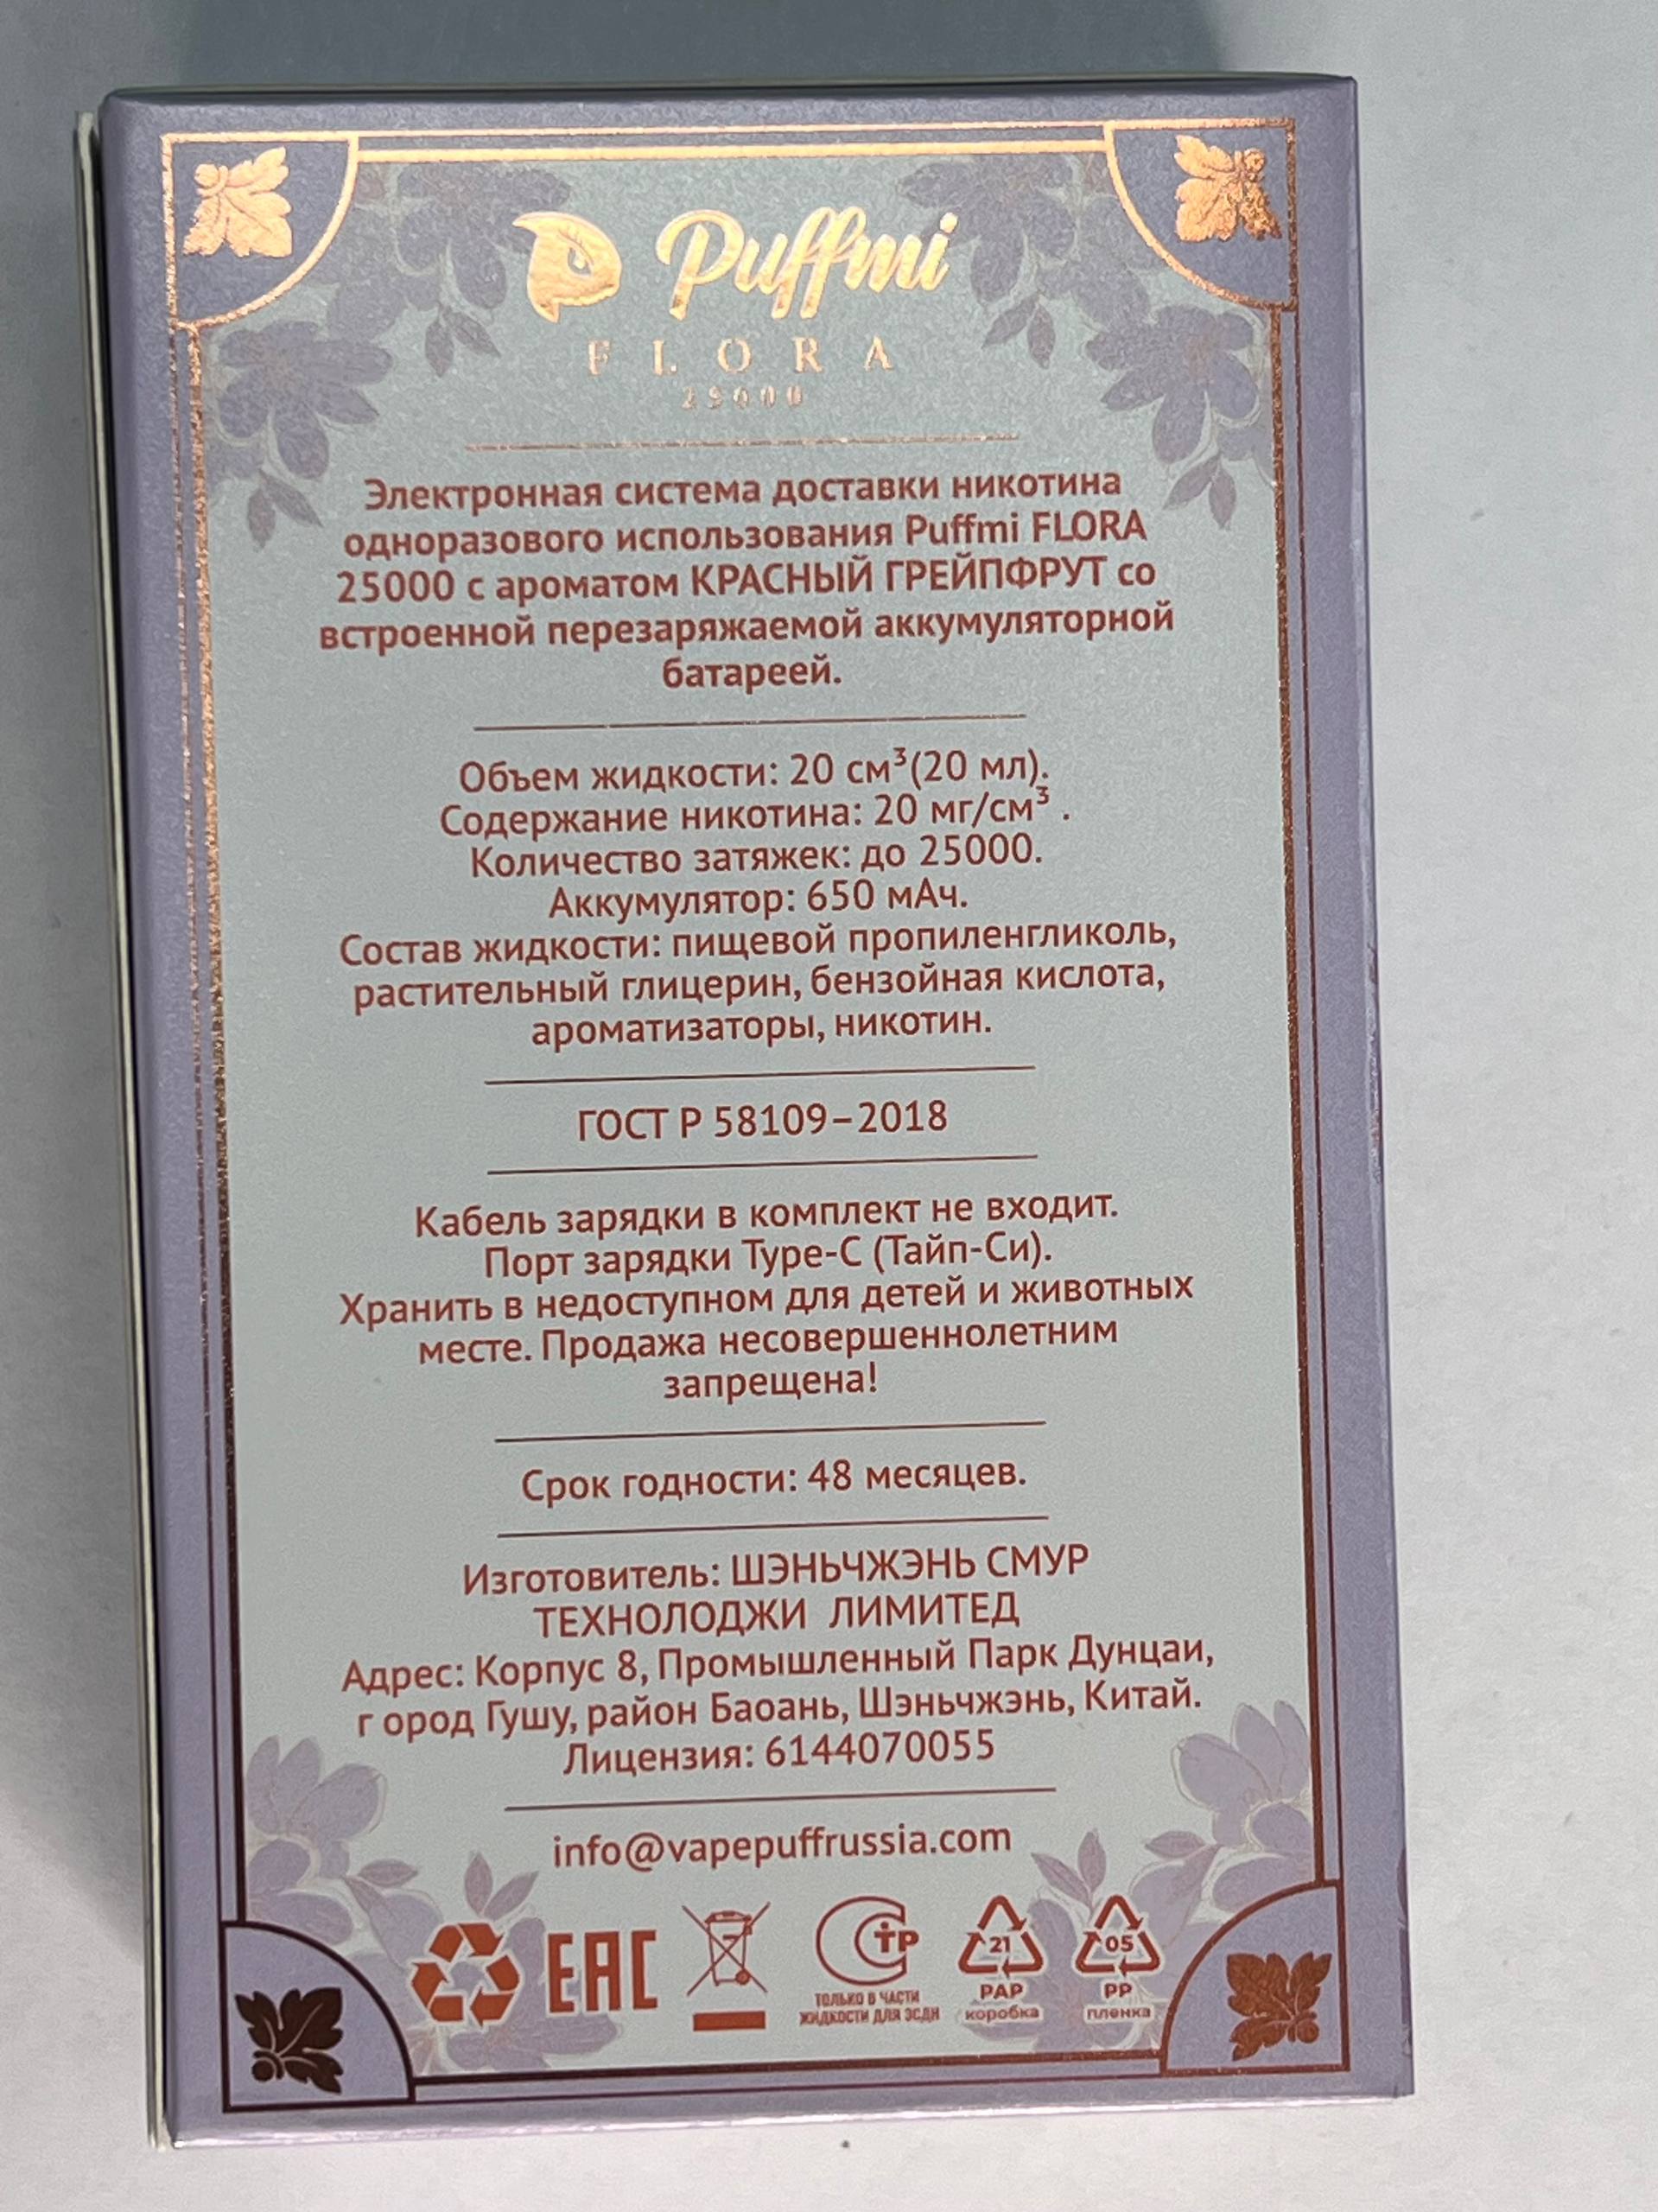 Puffmi
FLORA
25000
Электронная система доставки никотина
одноразового использования Puffmi FLORA
25000 с ароматом КРАСНЫЙ ГРЕЙПФРУТ со
встроенной перезаряжаемой аккумуляторной
батареей.
Объем жидкости: 20 см³(20 мл).
Содержание никотина: 20 мг/см³ .
Количество затяжек: до 25000.
Аккумулятор: 650 мАч.
Состав жидкости: пищевой пропиленгликоль,
растительный глицерин, бензойная кислота,
ароматизаторы, никотин.
ГОСТ Р 58109–2018
Кабель зарядки в комплект не входит.
Порт зарядки Type-C (Тайп-Си).
Хранить в недоступном для детей и животных
месте. Продажа несовершеннолетним
запрещена!
Срок годности: 48 месяцев.
Изготовитель: ШЭНЬЧЖЭНЬ СМУР
ТЕХНОЛОДЖИ ЛИМИТЕД
Адрес: Корпус 8, Промышленный Парк Дунцаи,
г ород Гушу, район Баоань, Шэньчжэнь, Китай.
Лицензия: 6144070055
info@vapepuffrussia.com
EAC
СТР
ТОЛЬКО В ЧАСТИ
ЖИДКОСТИ ДЛЯ ЭСДН
21
PAP
коробка
05
PP
пленка